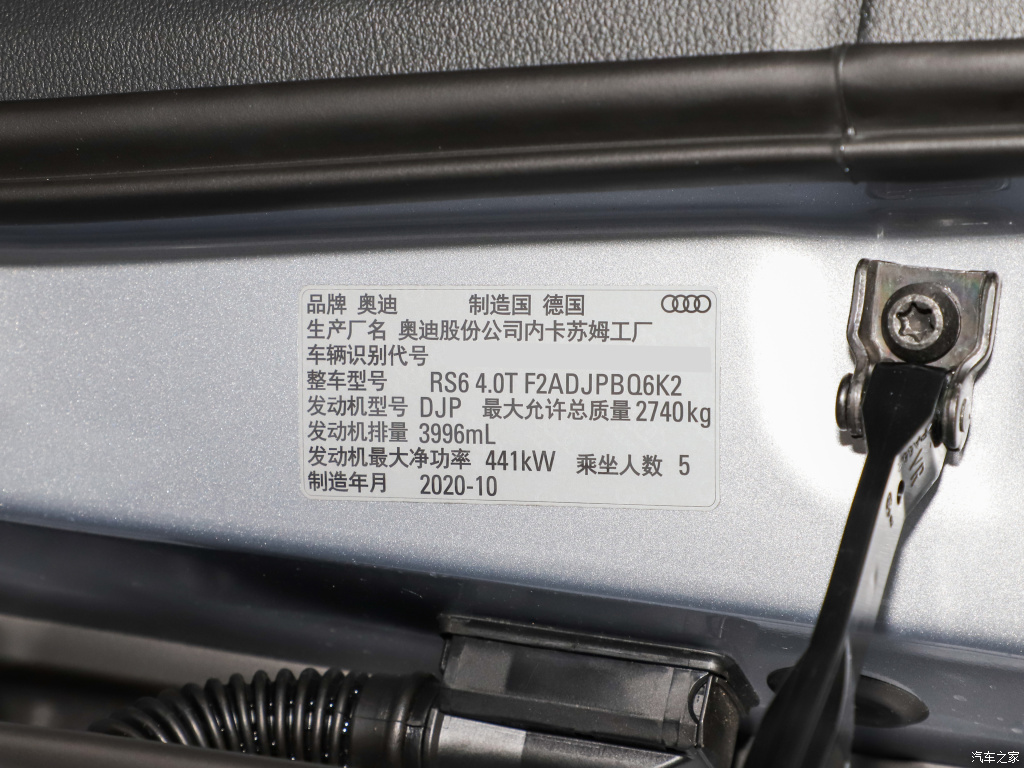 品牌 奥迪 制造国 德国
生产厂名 奥迪股份公司内卡苏姆工厂
车辆识别代号
整车型号 RS6 4.0T F2ADJPBQ6K2
发动机型号 DJP 最大允许总质量 2740kg
发动机排量 3996mL
发动机最大净功率 441kW 乘坐人数 5
制造年月 2020-10
汽车之家